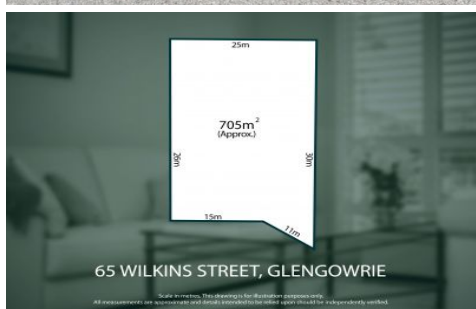 25m
705m²
(Approx.)
26m
30m
15m
11m
65 WILKINS STREET, GLENGOWRIE
Scale in metres. This drawing is for illustration purposes only.
All measurements are approximate and details intended to be relied upon should be independently verified.